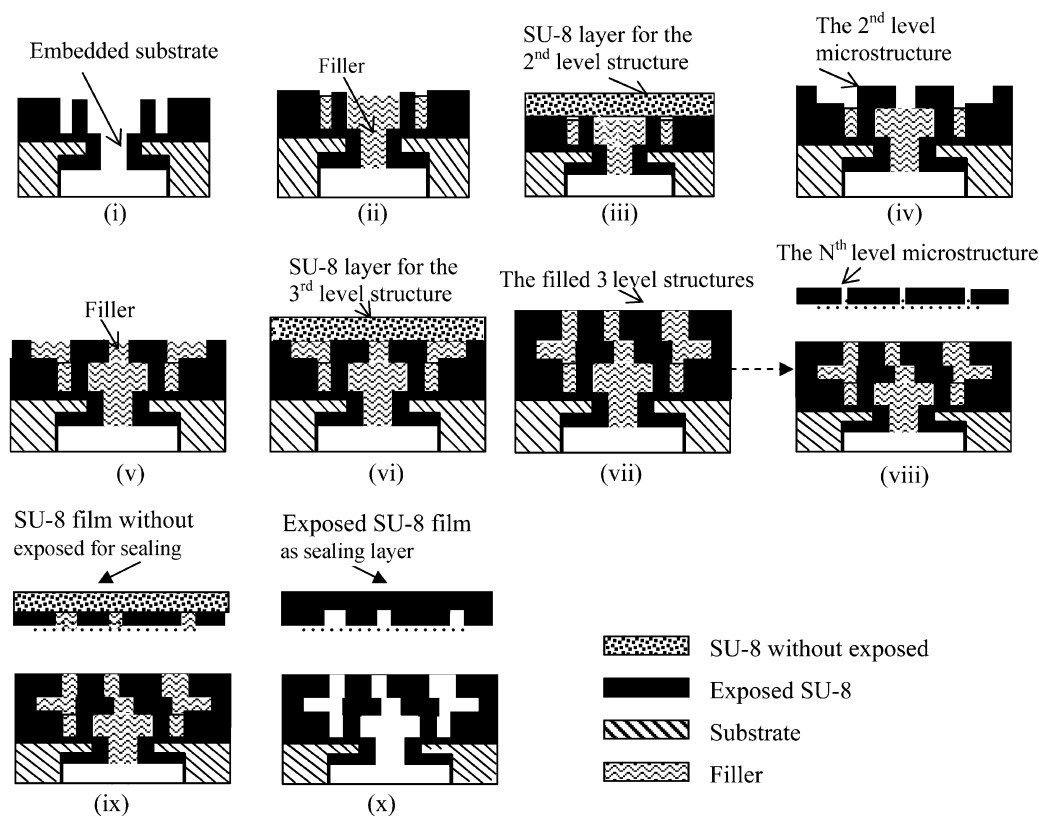 Embedded substrate
(i)
Filler
(ii)
SU-8 layer for the
2nd level structure
(iii)
The 2nd level
microstructure
(iv)
Filler
(v)
SU-8 layer for the
3rd level structure
(vi)
The filled 3 level structures
(vii)
The Nth level microstructure
(viii)
SU-8 film without
exposed for sealing
(ix)
Exposed SU-8 film
as sealing layer
(x)
SU-8 without exposed
Exposed SU-8
Substrate
Filler